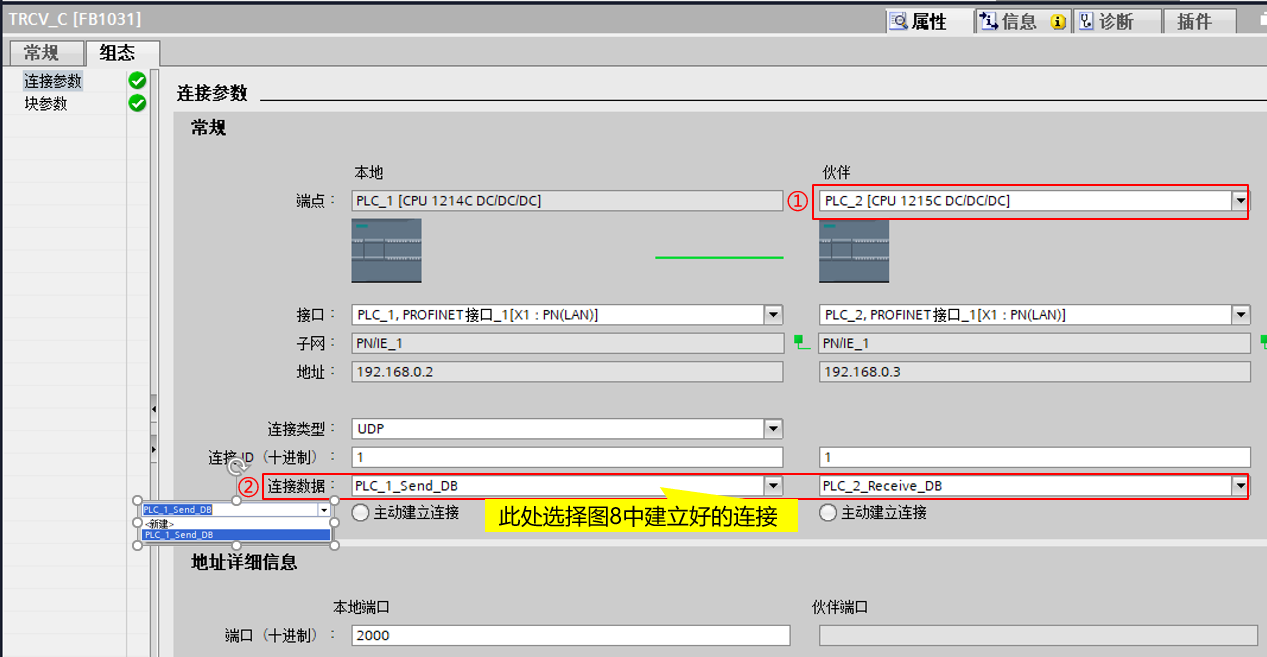 TRCV_C [FB1031]
属性
信息
诊断
插件
常规
组态
连接参数
块参数
连接参数
常规
本地
伙伴
端点：
PLC_1 [CPU 1214C DC/DC/DC]
①
PLC_2 [CPU 1215C DC/DC/DC]
接口：
PLC_1, PROFINET接口_1[X1 : PN(LAN)]
PLC_2, PROFINET接口_1[X1 : PN(LAN)]
子网：
PN/IE_1
PN/IE_1
地址：
192.168.0.2
192.168.0.3
连接类型：
UDP
连接ID（十进制）：
1
1
②
连接数据：
PLC_1_Send_DB
PLC_2_Receive_DB
PLC_1_Send_DB
<新建>
PLC_1_Send_DB
主动建立连接
此处选择图8中建立好的连接
主动建立连接
地址详细信息
本地端口
伙伴端口
端口（十进制）：
2000